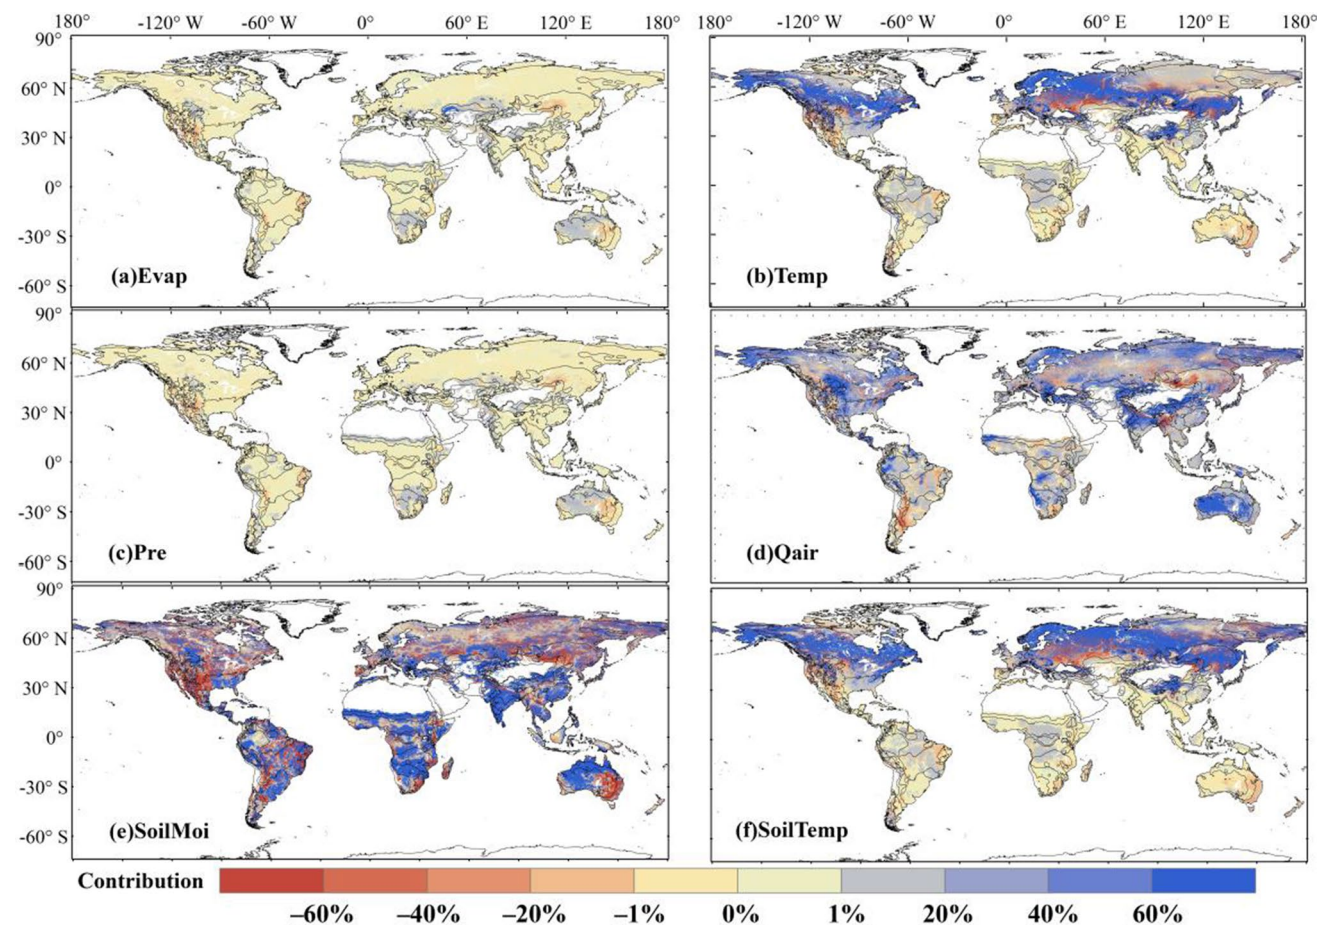 180° 120° W -60° W 0° 60° E 120° E 180° 180° -120° W -60° W 0° 60° E 120° E 180°
90°
60° N
30° N
0°
-30° S
-60° S
(a)Evap
(b)Temp
90°
60° N
30° N
0°
-30° S
-60° S
(c)Pre
(d)Qair
90°
60° N
30° N
0°
-30° S
-60° S
(e)SoilMoi
(f)SoilTemp
Contribution
–60% –40% –20% –1% 0% 1% 20% 40% 60%